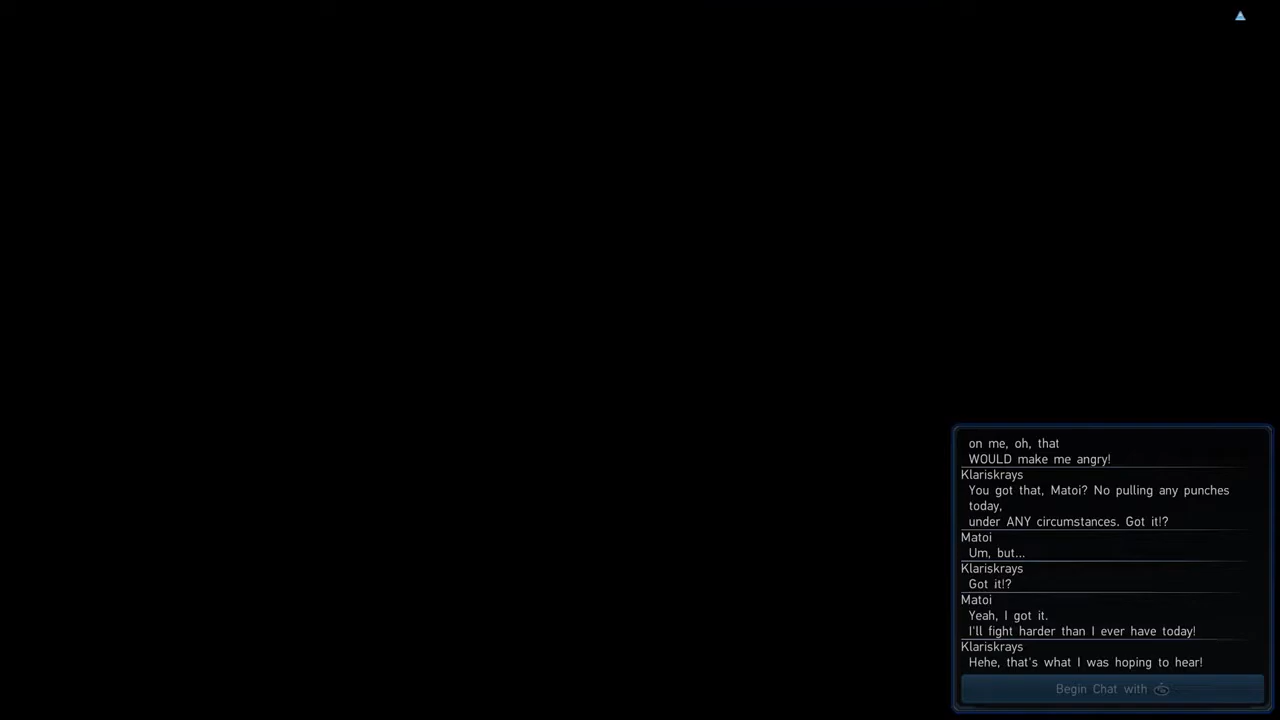 on me, oh, that
WOULD make me angry!
Klariskrays
You got that, Matoi? No pulling any punches
today,
under ANY circumstances. Got it!?
Matoi
Um, but...
Klariskrays
Got it!?
Matoi
Yeah, I got it.
I'll fight harder than I ever have today!
Klariskrays
Hehe, that's what I was hoping to hear!
Begin Chat with